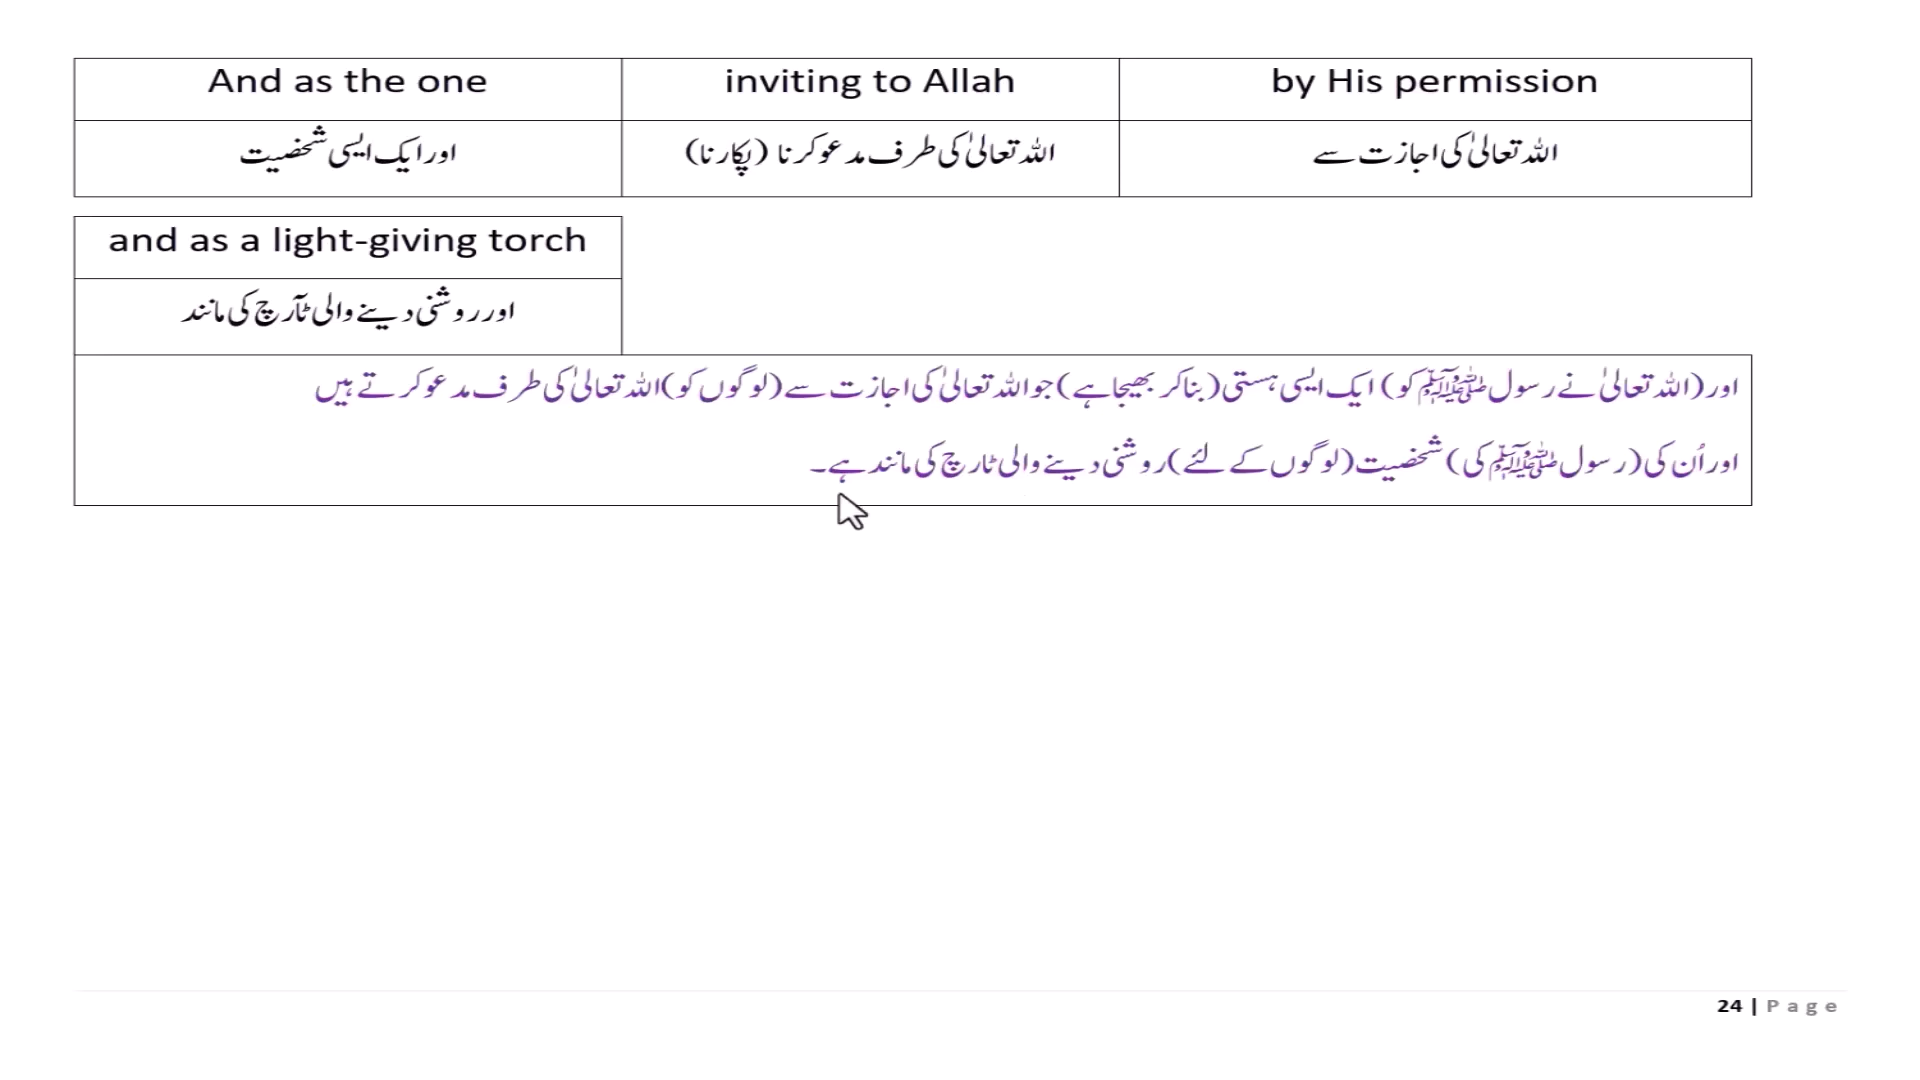 And as the one inviting to Allah by His permission
اور ایک ایسی شخصیت اللہ تعالیٰ کی طرف مدعو کرنا (پکارنا) اللہ تعالیٰ کی اجازت سے
and as a light-giving torch
اور روشنی دینے والی ٹآرچ کی مانند
اور (اللہ تعالیٰ نے رسول ﷺ کو) ایک ایسی ہستی (بنا کر بھیجا ہے) جو اللہ تعالیٰ کی اجازت سے (لوگوں کو) اللہ تعالیٰ کی طرف مدعو کرتے ہیں
اور اُن کی (رسول ﷺ کی) شخصیت (لوگوں کے لئے) روشنی دینے والی ٹارچ کی مانند ہے۔
24 | Page